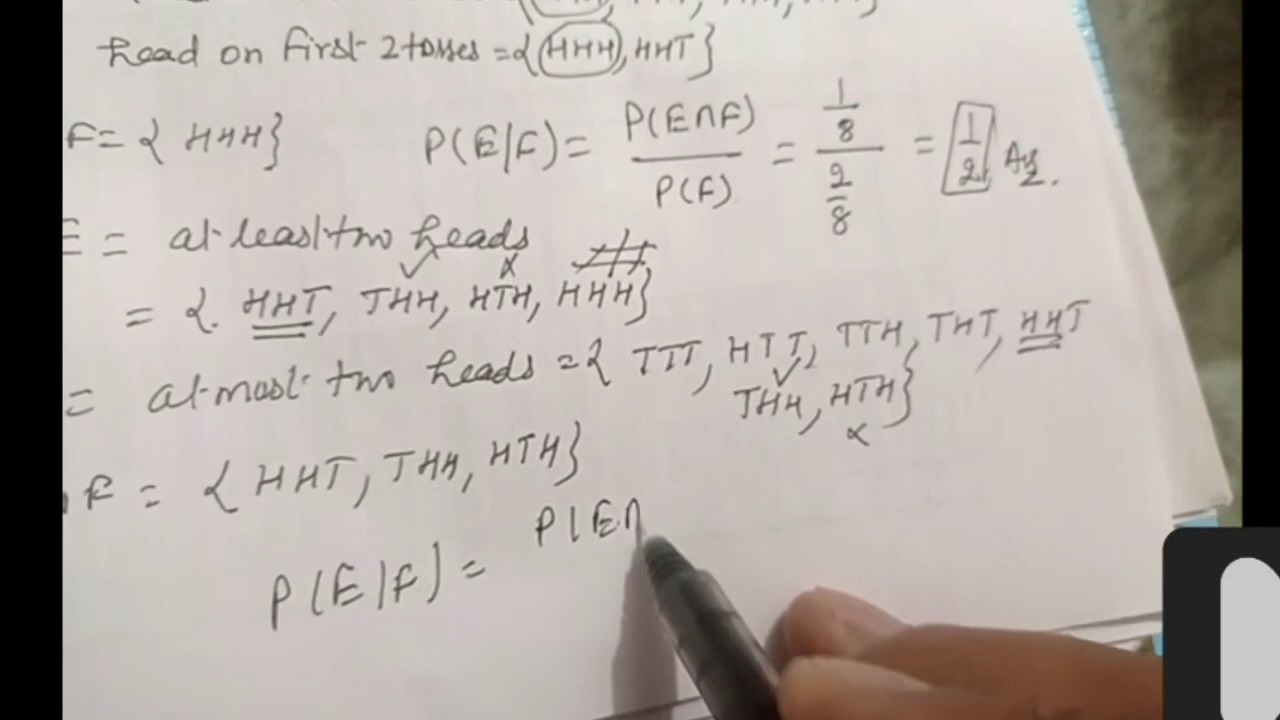 head on first 2 tosses = { HHH, HHT}
F = { HHH} P(E/F) = P(E∩F) / P(F) = 1/8 / 2/8 = 1/2 Ans.
E = at least two heads
= { HHT, THH, HTH, HHH}
= at most two heads = { TTT, HTT, TTH, THT, HHT
THH, HTH}
F = { HHT, THH, HTH}
P(E/F) = P(E∩